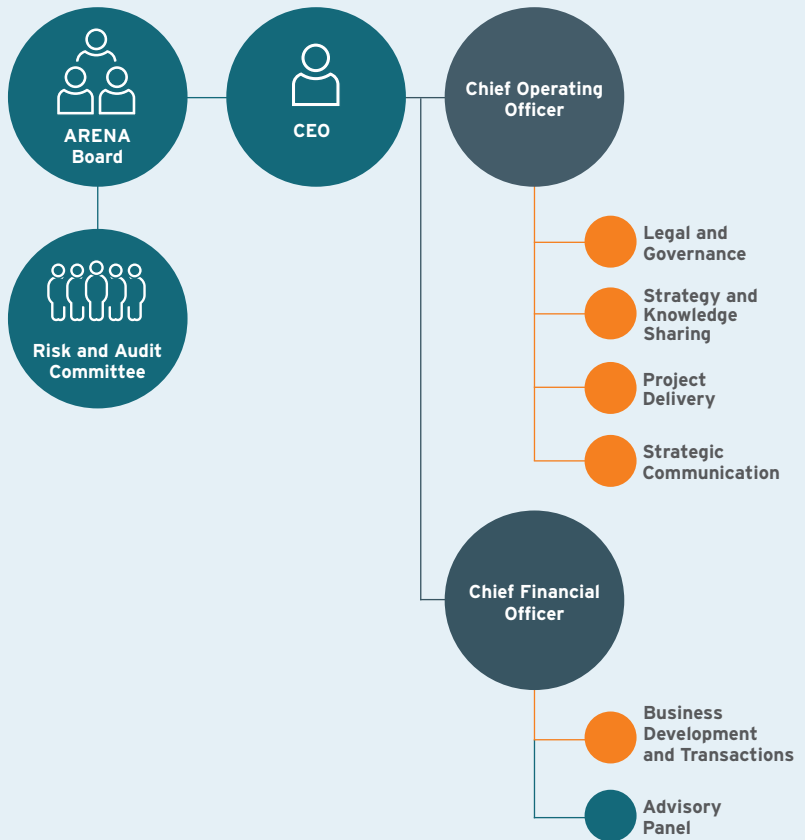 ARENA
Board
CEO
Chief Operating
Officer
Risk and Audit
Committee
Legal and
Governance
Strategy and
Knowledge
Sharing
Project
Delivery
Strategic
Communication
Chief Financial
Officer
Business
Development
and Transactions
Advisory
Panel